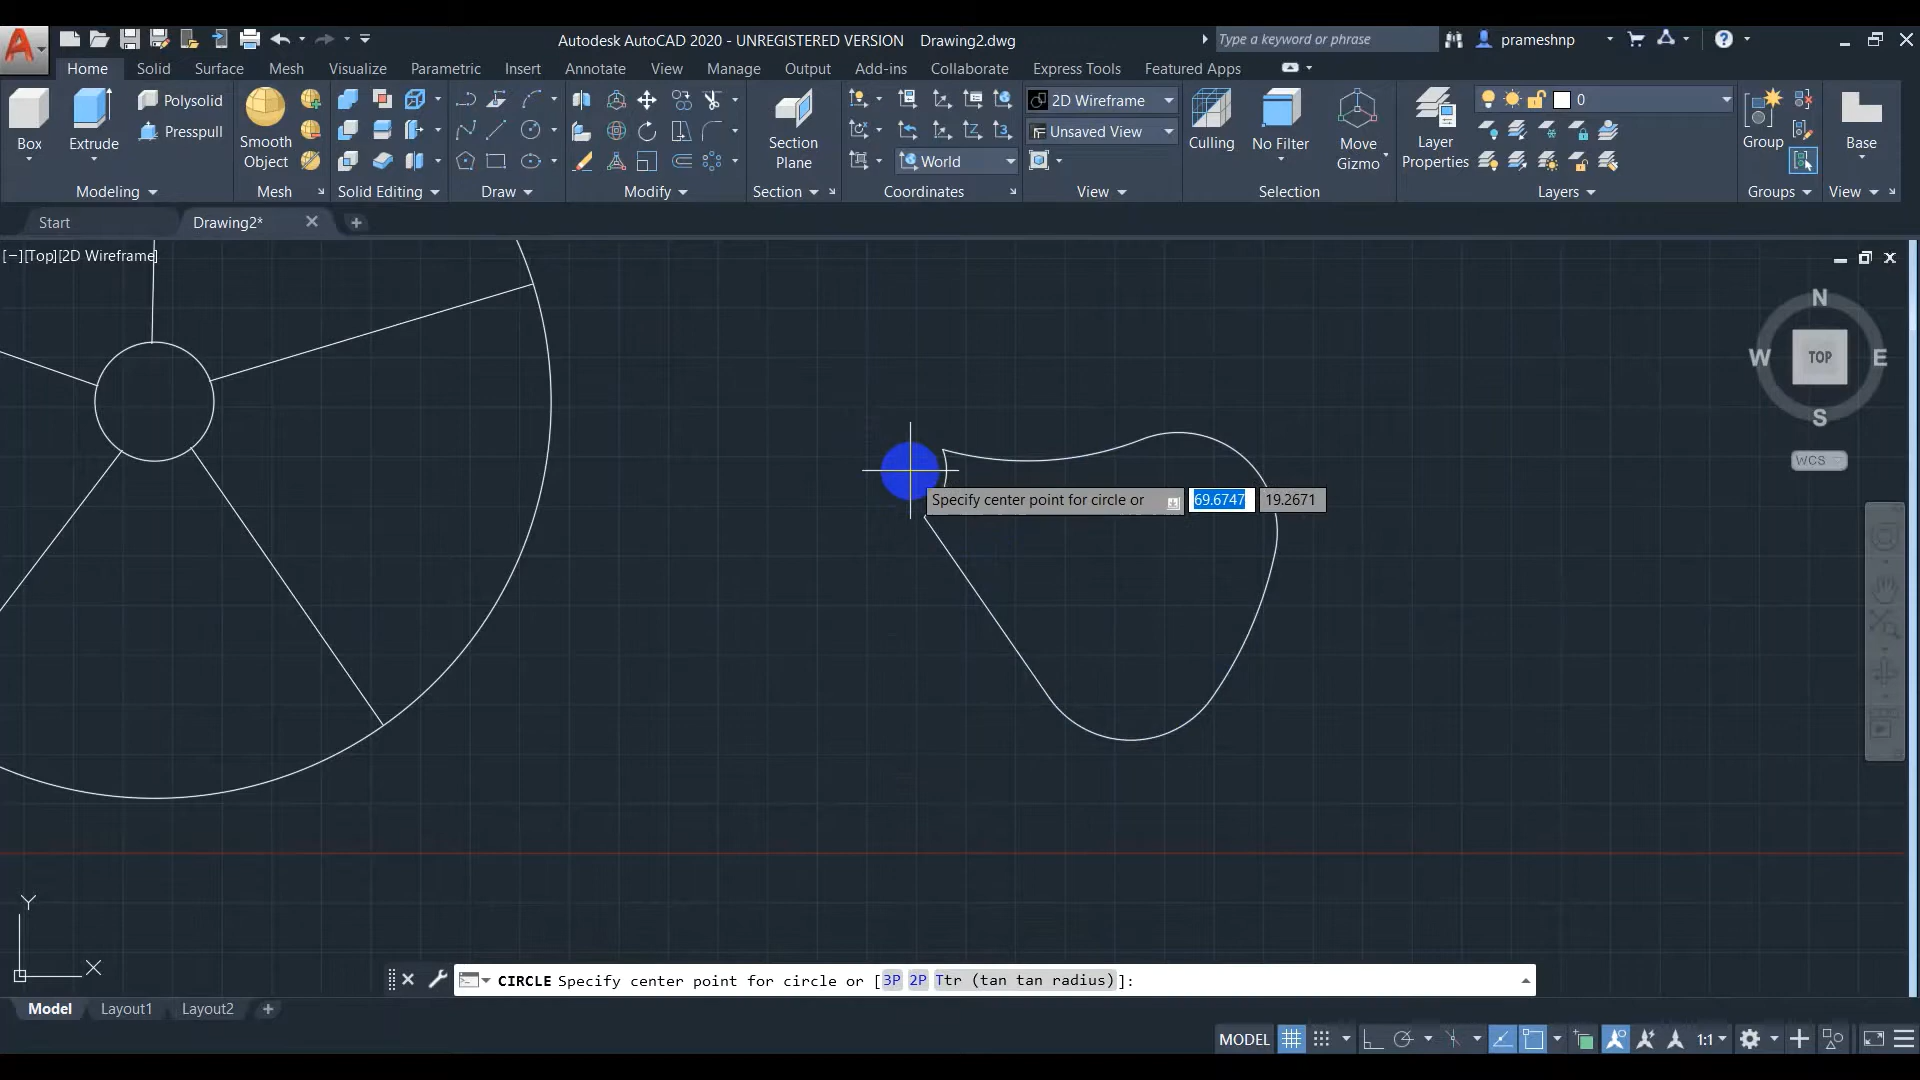 Autodesk AutoCAD 2020 - UNREGISTERED VERSION Drawing2.dwg
Type a keyword or phrase
prameshnp
Home Solid Surface Mesh Visualize Parametric Insert Annotate View Manage Output Add-ins Collaborate Express Tools Featured Apps
Box
Extrude
Polysolid
Presspull
Modeling
Smooth
Object
Mesh
Solid Editing
Draw
Modify
Section
Plane
Section
World
Coordinates
2D Wireframe
Unsaved View
View
Culling
No Filter
Move
Gizmo
Selection
Layer
Properties
0
Layers
Group
Groups
Base
View
Start
Drawing2*
[−][Top][2D Wireframe]
N
W
TOP
E
S
WCS
Specify center point for circle or 69.6747 19.2671
Y
X
CIRCLE Specify center point for circle or [3P 2P Ttr (tan tan radius)]:
Model Layout1 Layout2
MODEL
1:1